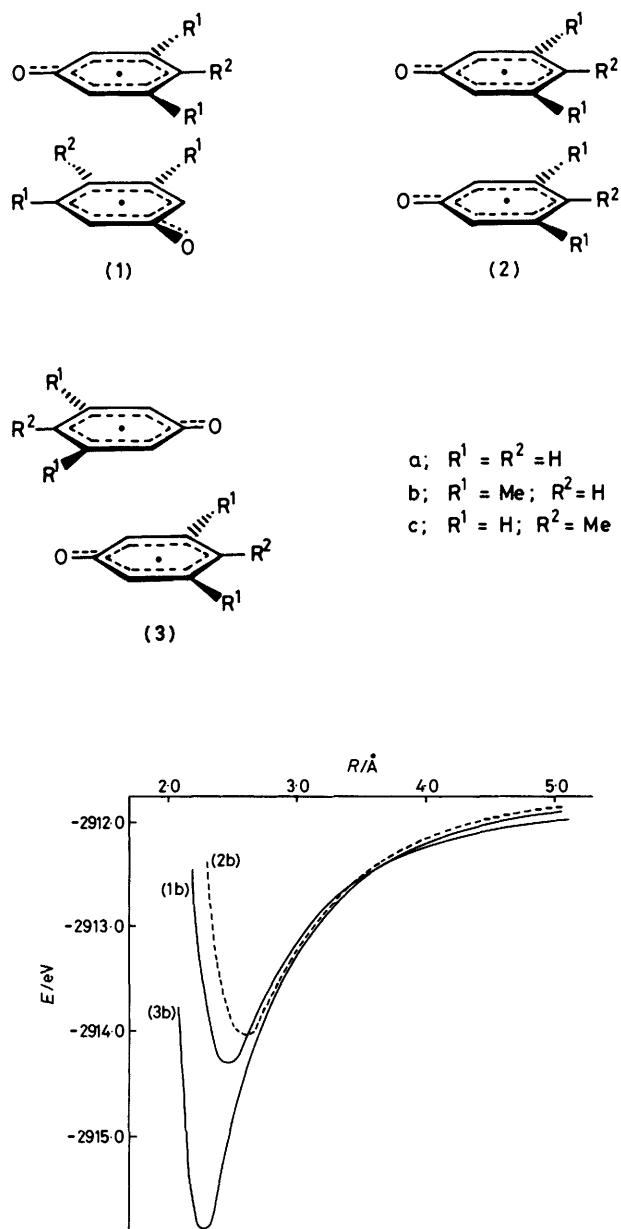 R¹
O R²
R¹
R² R¹
R¹
O
(1)
R¹
O R²
R¹
R¹
O R²
R¹
(2)
R¹
R² O
R¹
R¹
O R²
R¹
(3)
a; R¹ = R² = H
b; R¹ = Me; R² = H
c; R¹ = H; R² = Me
R/Å
2·0 3·0 4·0 5·0
-2912·0
(2b)
(1b)
-2913·0
E/eV
(3b)
-2914·0
-2915·0